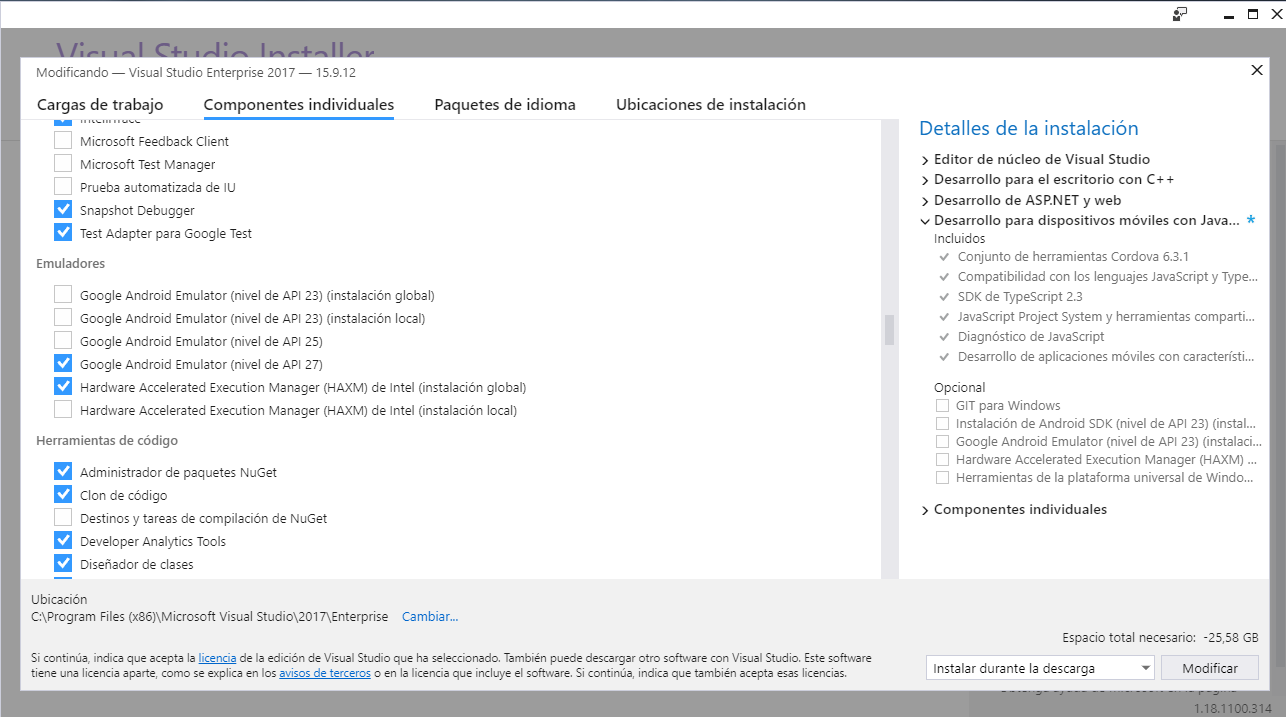 Visual Studio Installer
Modificando — Visual Studio Enterprise 2017 — 15.9.12
Cargas de trabajo
Componentes individuales
Paquetes de idioma
Ubicaciones de instalación
IntelliTrace
Microsoft Feedback Client
Microsoft Test Manager
Prueba automatizada de IU
Snapshot Debugger
Test Adapter para Google Test
Emuladores
Google Android Emulator (nivel de API 23) (instalación global)
Google Android Emulator (nivel de API 23) (instalación local)
Google Android Emulator (nivel de API 25)
Google Android Emulator (nivel de API 27)
Hardware Accelerated Execution Manager (HAXM) de Intel (instalación global)
Hardware Accelerated Execution Manager (HAXM) de Intel (instalación local)
Herramientas de código
Administrador de paquetes NuGet
Clon de código
Destinos y tareas de compilación de NuGet
Developer Analytics Tools
Diseñador de clases
Detalles de la instalación
Editor de núcleo de Visual Studio
Desarrollo para el escritorio con C++
Desarrollo de ASP.NET y web
Desarrollo para dispositivos móviles con Java... *
Incluidos
Conjunto de herramientas Cordova 6.3.1
Compatibilidad con los lenguajes JavaScript y Type...
SDK de TypeScript 2.3
JavaScript Project System y herramientas comparti...
Diagnóstico de JavaScript
Desarrollo de aplicaciones móviles con característi...
Opcional
GIT para Windows
Instalación de Android SDK (nivel de API 23) (instal...
Google Android Emulator (nivel de API 23) (instalaci...
Hardware Accelerated Execution Manager (HAXM) ...
Herramientas de la plataforma universal de Windo...
Componentes individuales
Ubicación
C:\Program Files (x86)\Microsoft Visual Studio\2017\Enterprise Cambiar...
Espacio total necesario: -25,58 GB
Si continúa, indica que acepta la licencia de la edición de Visual Studio que ha seleccionado. También puede descargar otro software con Visual Studio. Este software
tiene una licencia aparte, como se explica en los avisos de terceros o en la licencia que incluye el software. Si continúa, indica que también acepta esas licencias.
Instalar durante la descarga
Modificar
1.18.1100.314